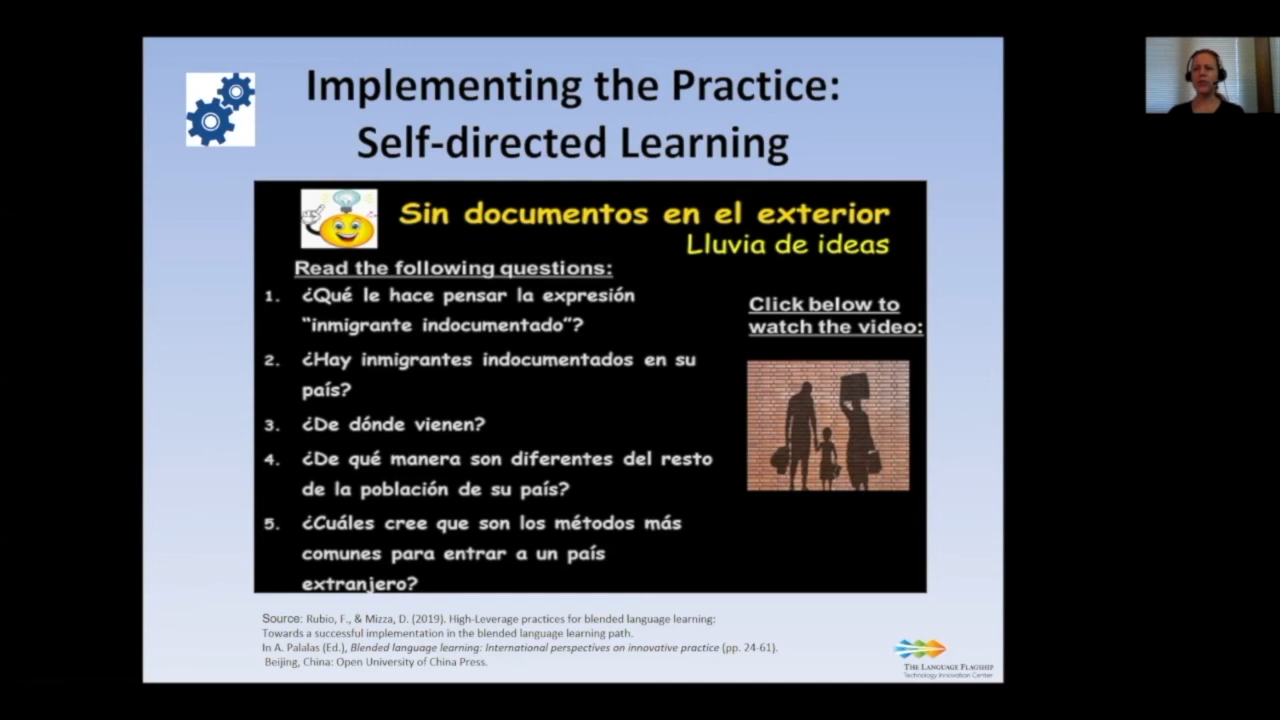 Implementing the Practice:
Self-directed Learning
Sin documentos en el exterior
Lluvia de ideas
Read the following questions:
1. ¿Qué le hace pensar la expresión
“inmigrante indocumentado”?
2. ¿Hay inmigrantes indocumentados en su
país?
3. ¿De dónde vienen?
4. ¿De qué manera son diferentes del resto
de la población de su país?
5. ¿Cuáles cree que son los métodos más
comunes para entrar a un país
extranjero?
Click below to
watch the video:
Source: Rubio, F., & Mizza, D. (2019). High-Leverage practices for blended language learning:
Towards a successful implementation in the blended language learning path.
In A. Palalas (Ed.), Blended language learning: International perspectives on innovative practice (pp. 24-61).
Beijing, China: Open University of China Press.
THE LANGUAGE FLAGSHIP
Technology Innovation Center